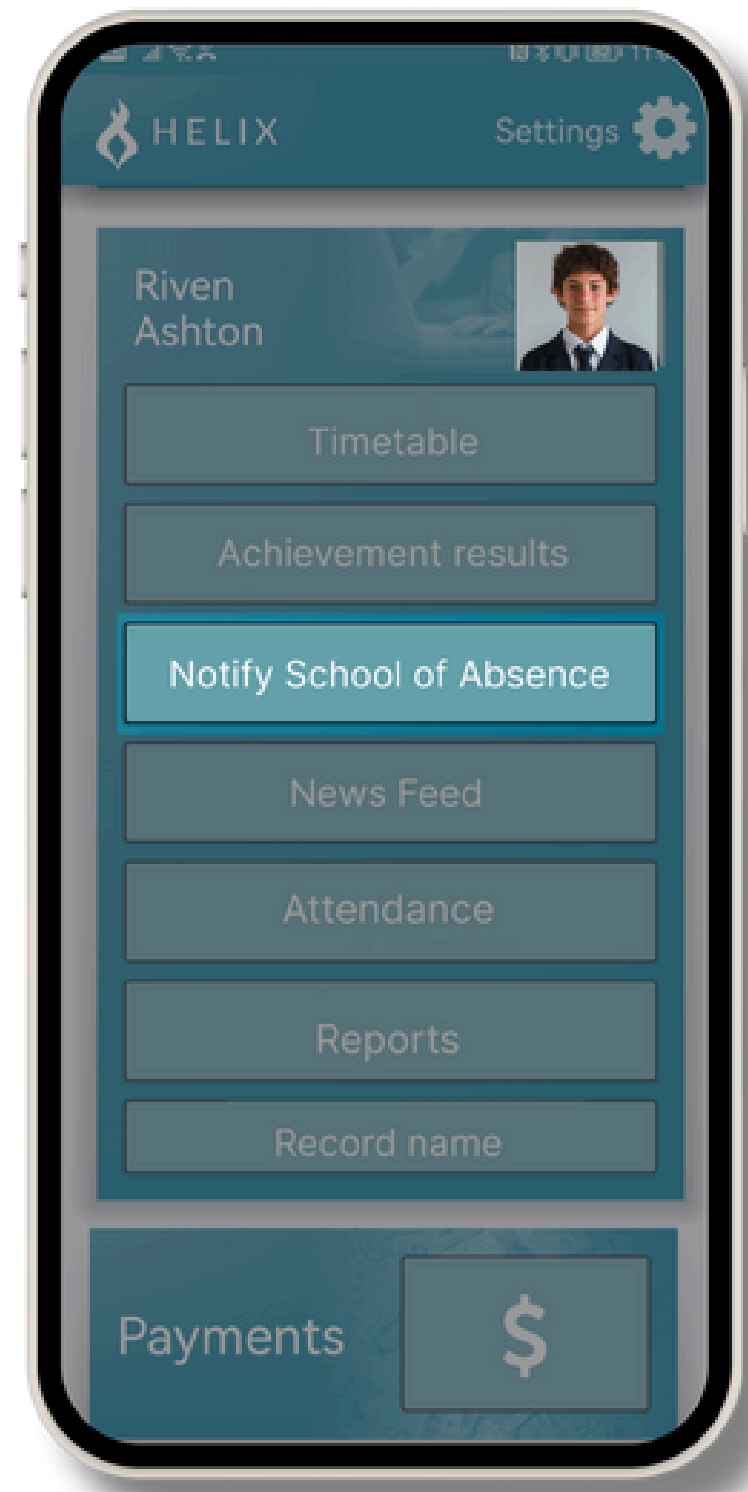 HELIX
Settings
Riven
Ashton
Timetable
Achievement results
Notify School of Absence
News Feed
Attendance
Reports
Record name
Payments
$